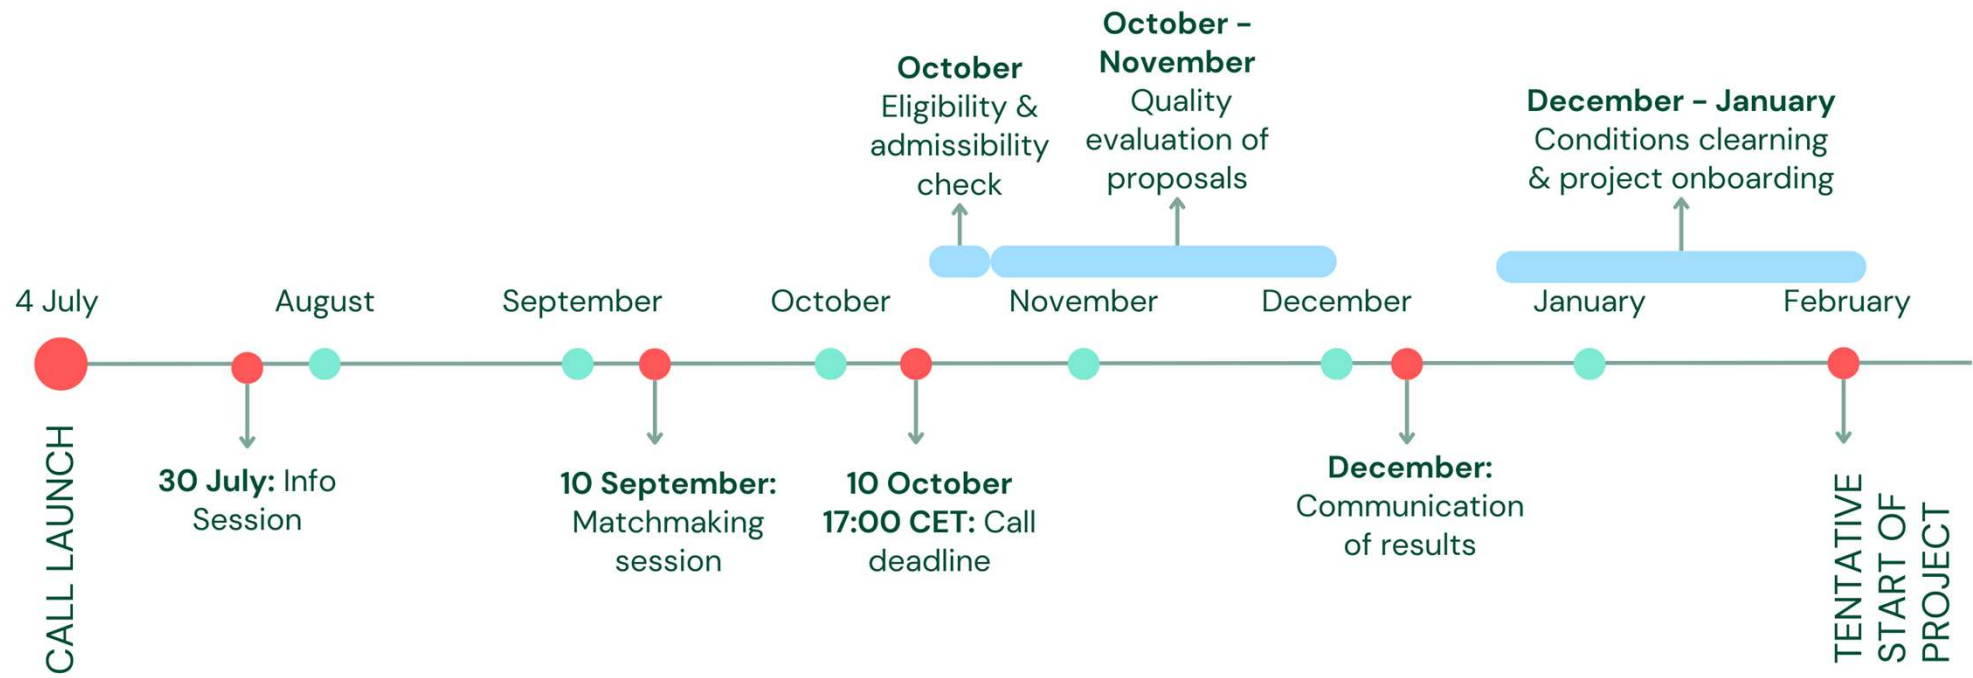 October
Eligibility &
admissibility
check
October -
November
Quality
evaluation of
proposals
December - January
Conditions clearning
& project onboarding
4 July
August
September
October
November
December
January
February
CALL LAUNCH
30 July: Info
Session
10 September:
Matchmaking
session
10 October
17:00 CET: Call
deadline
December:
Communication
of results
TENTATIVE
START OF
PROJECT